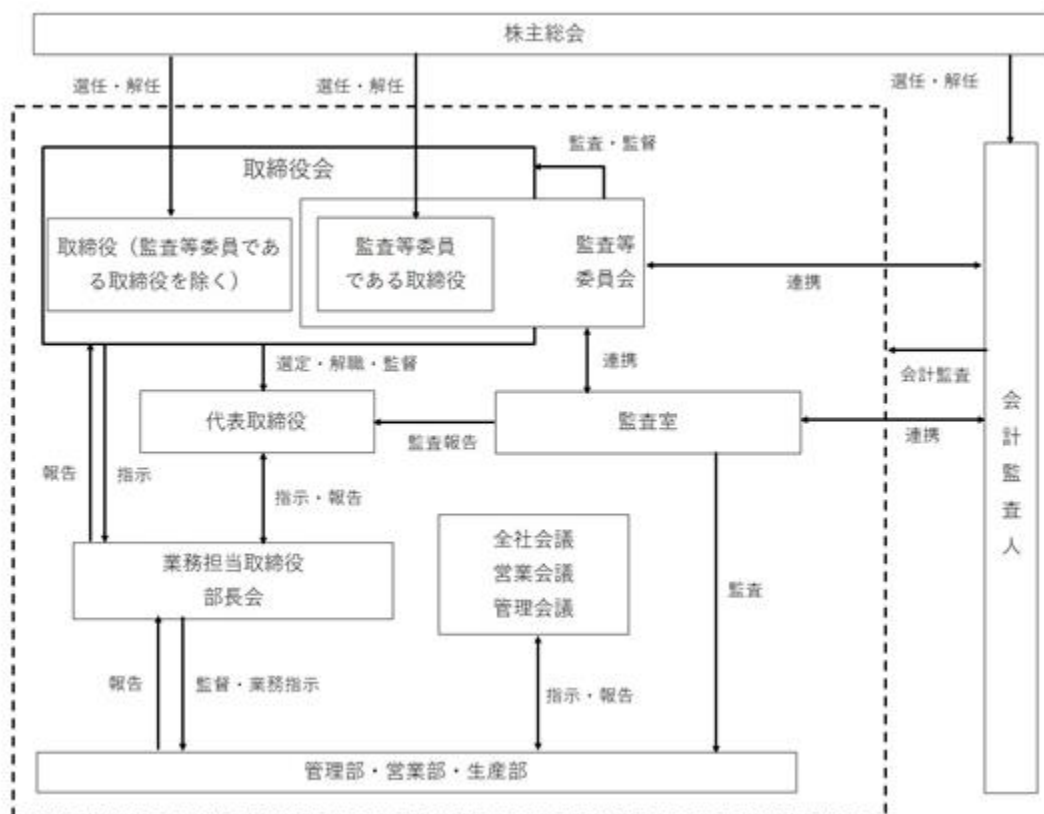 株主総会
選任・解任
選任・解任
選任・解任
監査・監督
取締役会
取締役（監査等委員であ
る取締役を除く）
監査等委員
である取締役
監査等
委員会
連携
選定・解職・監督
連携
会計監査
代表取締役
監査報告
監査室
連携
会計監査人
報告
指示
指示・報告
業務担当取締役
部長会
全社会議
営業会議
管理会議
監査
報告
監督・業務指示
指示・報告
管理部・営業部・生産部